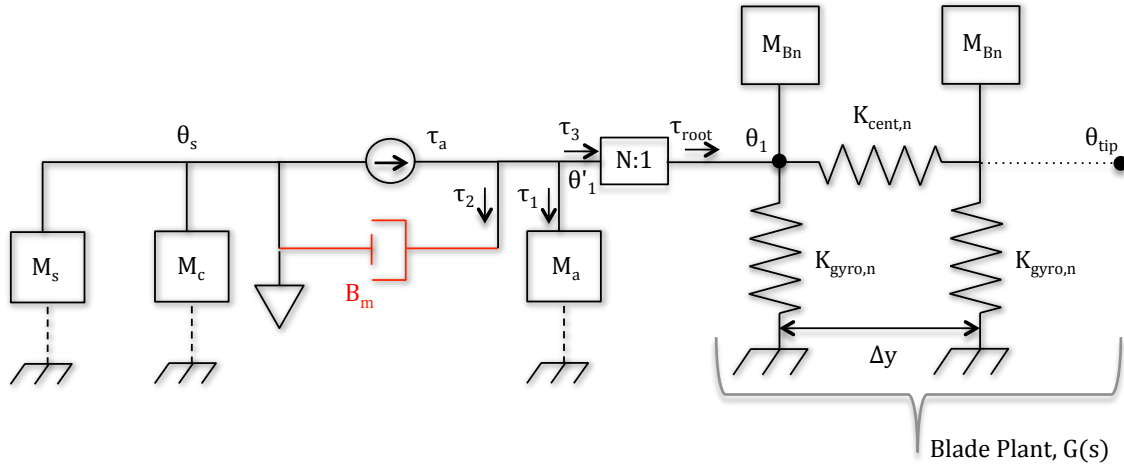 M_Bn
M_Bn
K_cent,n
θ_s
τ_a
τ_3
τ_root
θ_1
θ_tip
N:1
θ'_1
τ_2
τ_1
M_s
M_c
M_a
B_m
K_gyro,n
K_gyro,n
Δy
Blade Plant, G(s)